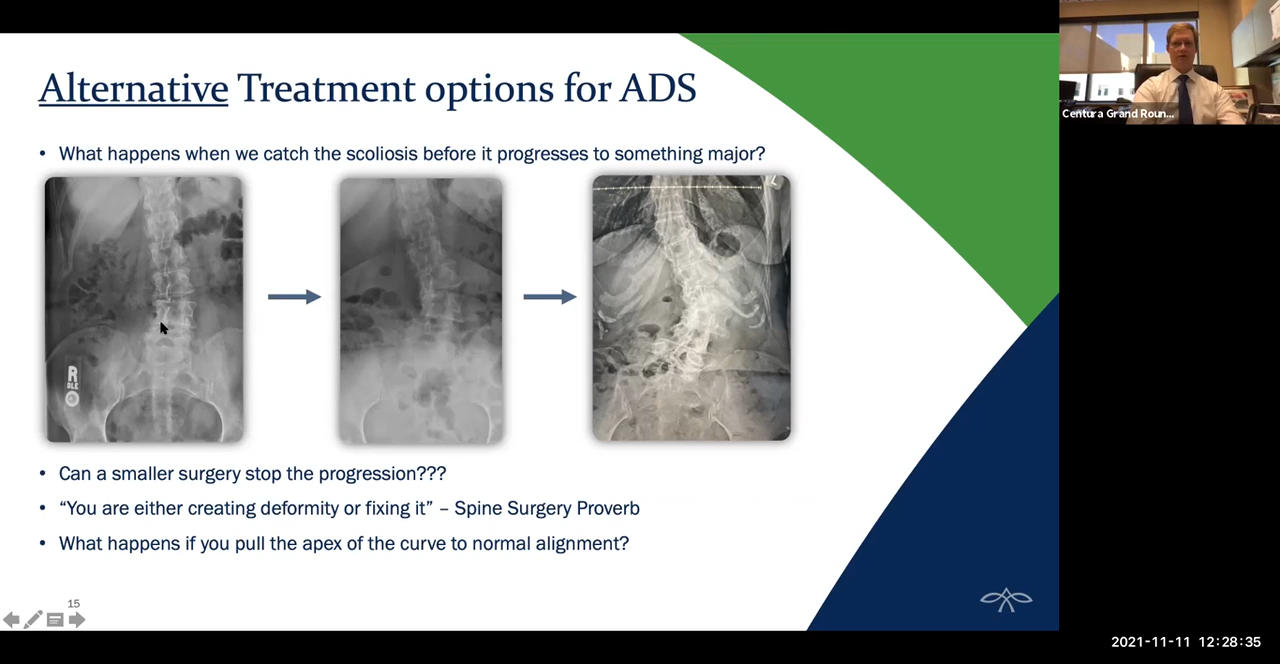 Alternative Treatment options for ADS
Centura Grand Roun...
• What happens when we catch the scoliosis before it progresses to something major?
L
R
DLC
• Can a smaller surgery stop the progression???
• “You are either creating deformity or fixing it” – Spine Surgery Proverb
• What happens if you pull the apex of the curve to normal alignment?
15
2021-11-11 12:28:35